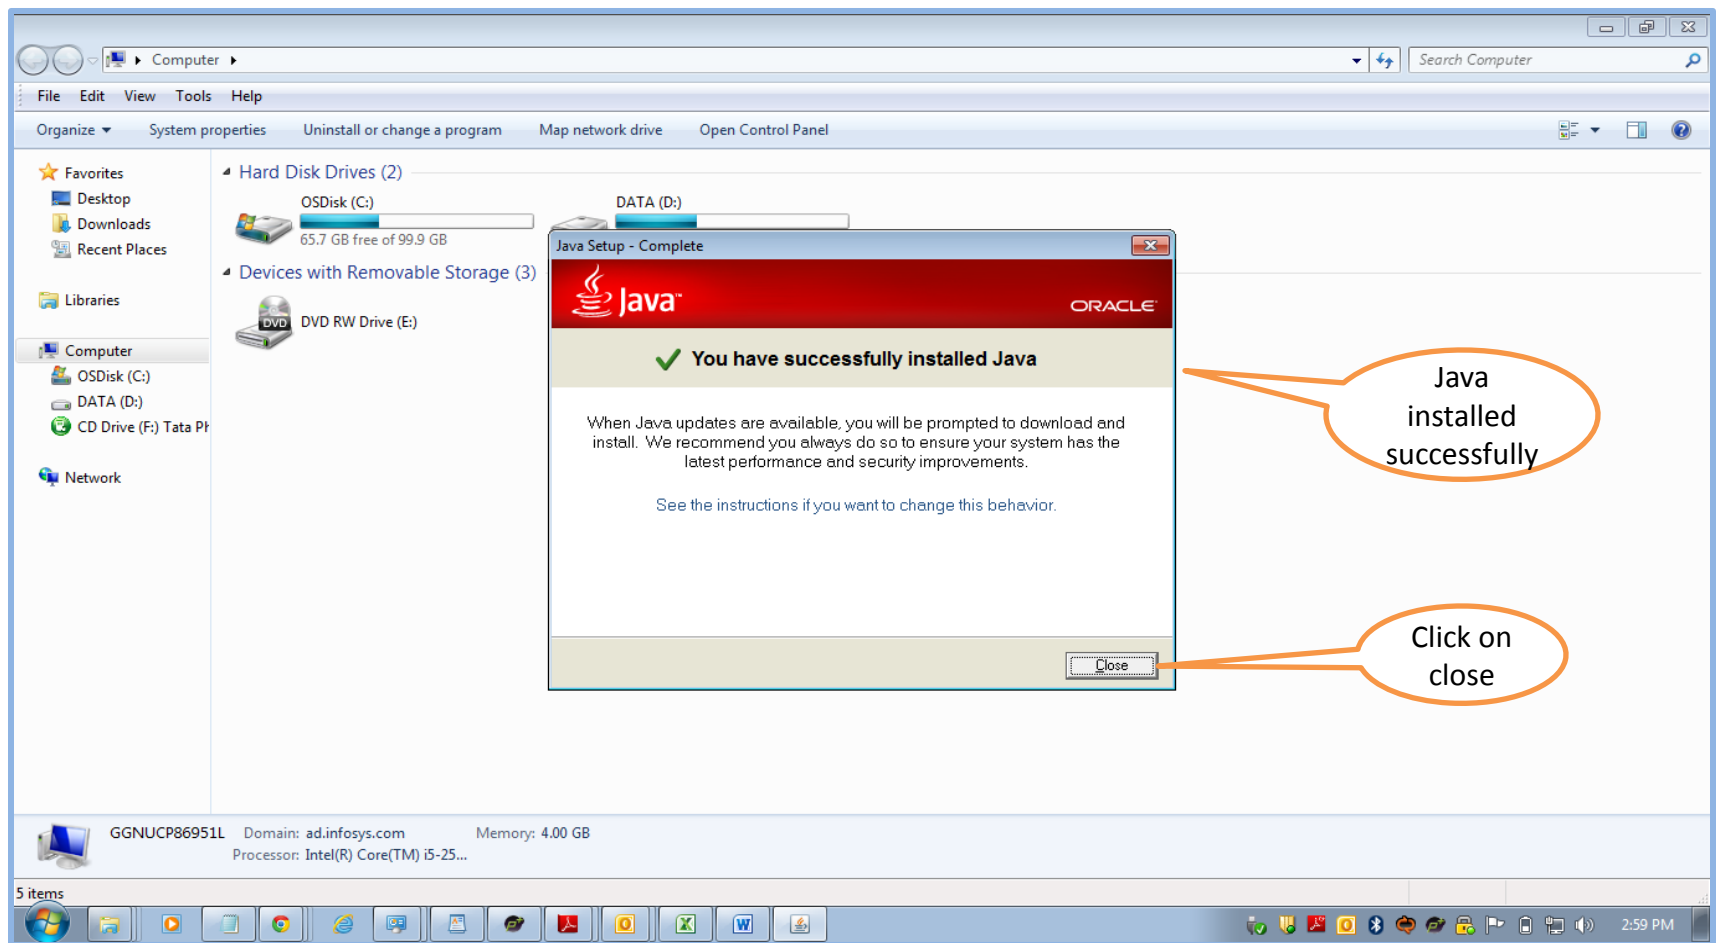 Computer
Search Computer
File Edit View Tools Help
Organize System properties Uninstall or change a program Map network drive Open Control Panel
Favorites
Desktop
Downloads
Recent Places
Libraries
Computer
OSDisk (C:)
DATA (D:)
CD Drive (F:) Tata
Network
Hard Disk Drives (2)
OSDisk (C:)
65.7 GB free of 99.9 GB
DATA (D:)
Devices with Removable Storage (3)
DVD
DVD RW Drive (E:)
Java Setup - Complete
Java™
ORACLE
You have successfully installed Java
When Java updates are available, you will be prompted to download and
install. We recommend you always do so to ensure your system has the
latest performance and security improvements.
See the instructions if you want to change this behavior.
Close
Java
installed
successfully
Click on
close
GGNUCP86951L Domain: ad.infosys.com Memory: 4.00 GB
Processor: Intel(R) Core(TM) i5-25...
5 items
2:59 PM